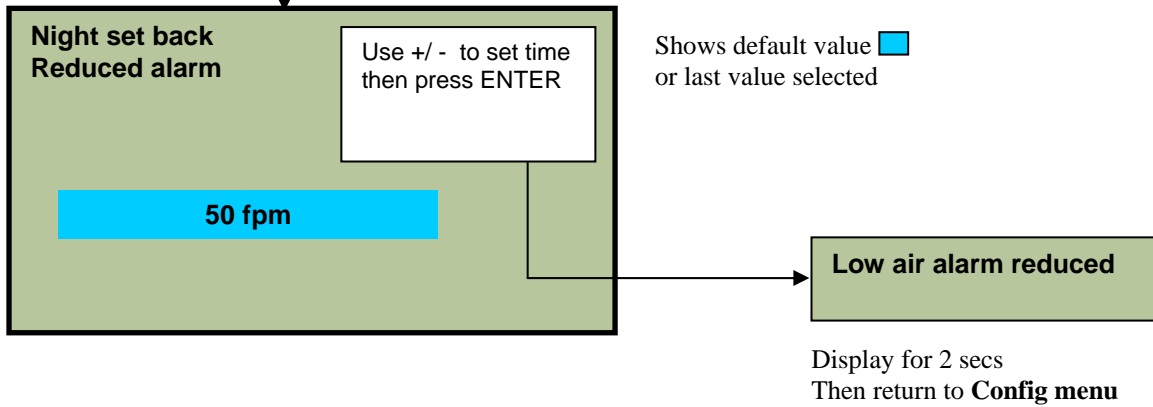 Night set back
Reduced alarm
Use +/ -  to set time
then press ENTER
Shows default value
or last value selected
50 fpm
Low air alarm reduced
Display for 2 secs
Then return to Config menu